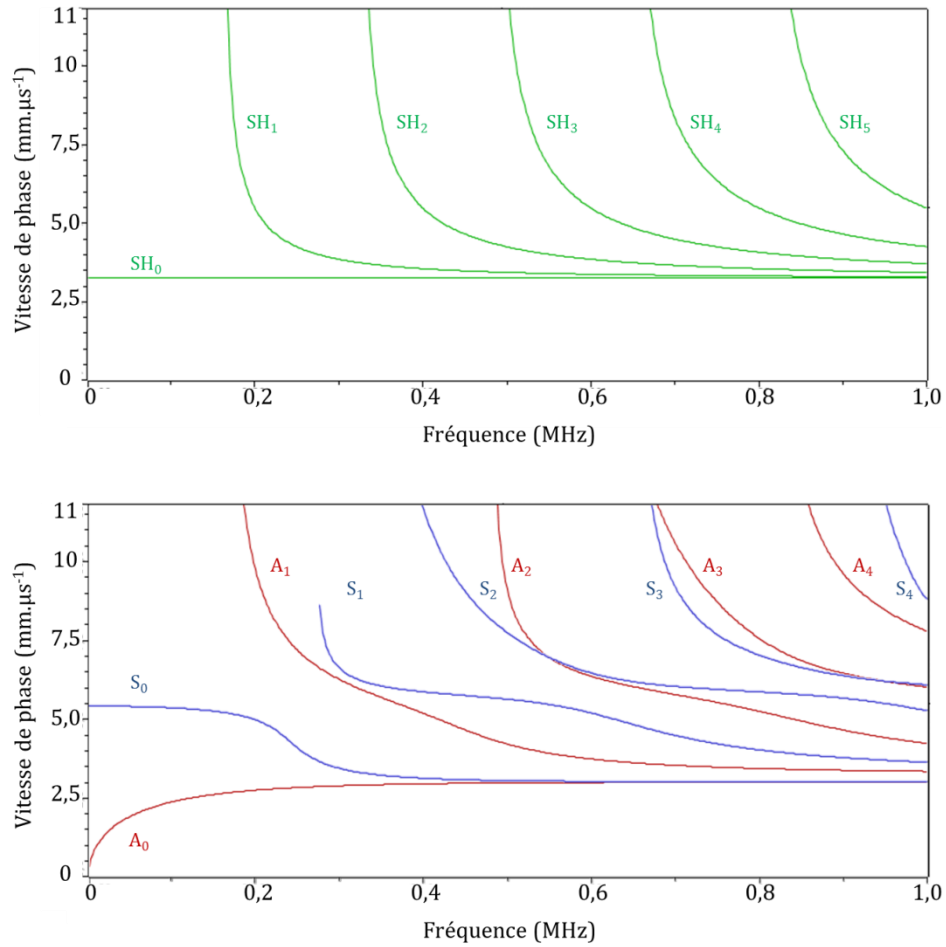 11
10
7,5
5,0
2,5
0
Vitesse de phase (mm.µs⁻¹)
SH₁
SH₂
SH₃
SH₄
SH₅
SH₀
0 0,2 0,4 0,6 0,8 1,0
Fréquence (MHz)
11
10
7,5
5,0
2,5
0
Vitesse de phase (mm.µs⁻¹)
A₁
S₁
S₂
A₂
S₃
A₃
A₄
S₄
S₀
A₀
0 0,2 0,4 0,6 0,8 1,0
Fréquence (MHz)